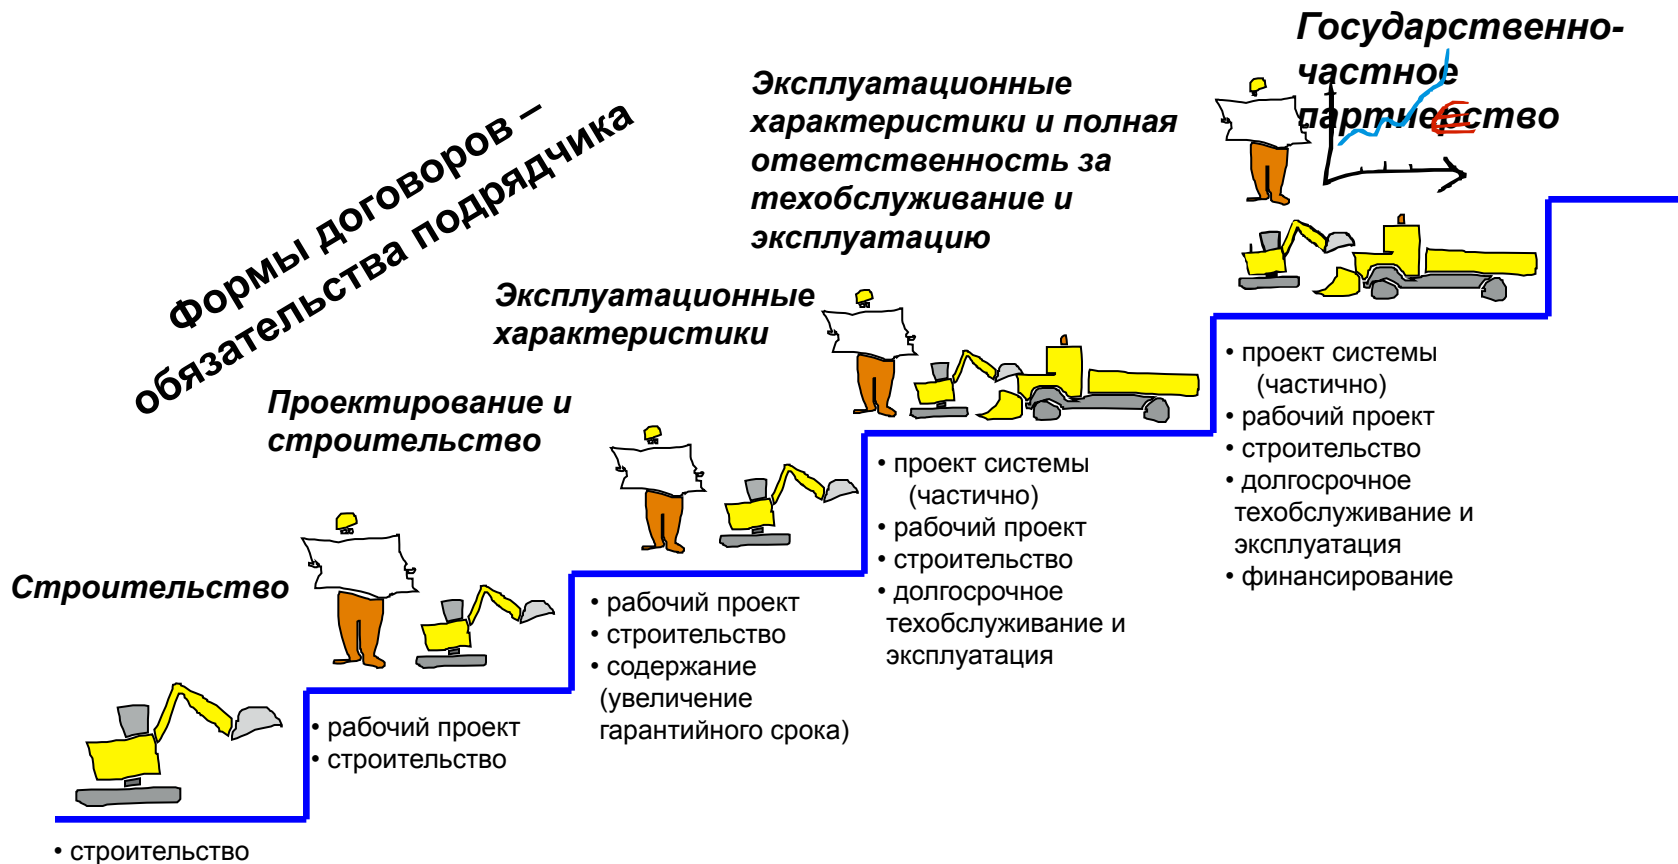 Формы договоров –
обязательства подрядчика
Строительство
• строительство
Проектирование и
строительство
• рабочий проект
• строительство
Эксплуатационные
характеристики
• рабочий проект
• строительство
• содержание
(увеличение
гарантийного срока)
Эксплуатационные
характеристики и полная
ответственность за
техобслуживание и
эксплуатацию
• проект системы
(частично)
• рабочий проект
• строительство
• долгосрочное
техобслуживание и
эксплуатация
Государственно-
частное
партнерство
€
• проект системы
(частично)
• рабочий проект
• строительство
• долгосрочное
техобслуживание и
эксплуатация
• финансирование